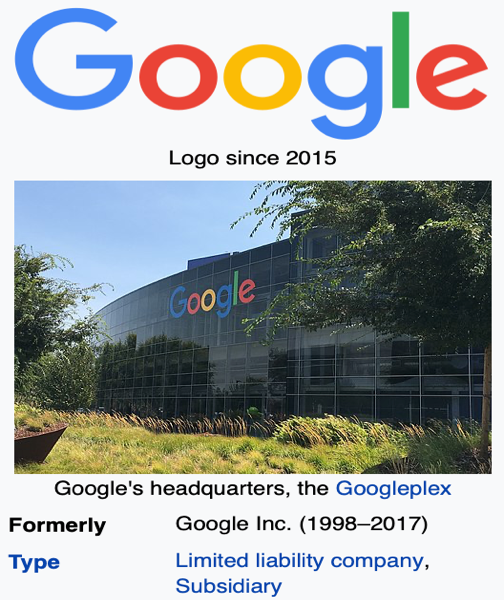 Google
Logo since 2015
Google
Google's headquarters, the Googleplex
Formerly Google Inc. (1998–2017)
Type Limited liability company,
Subsidiary